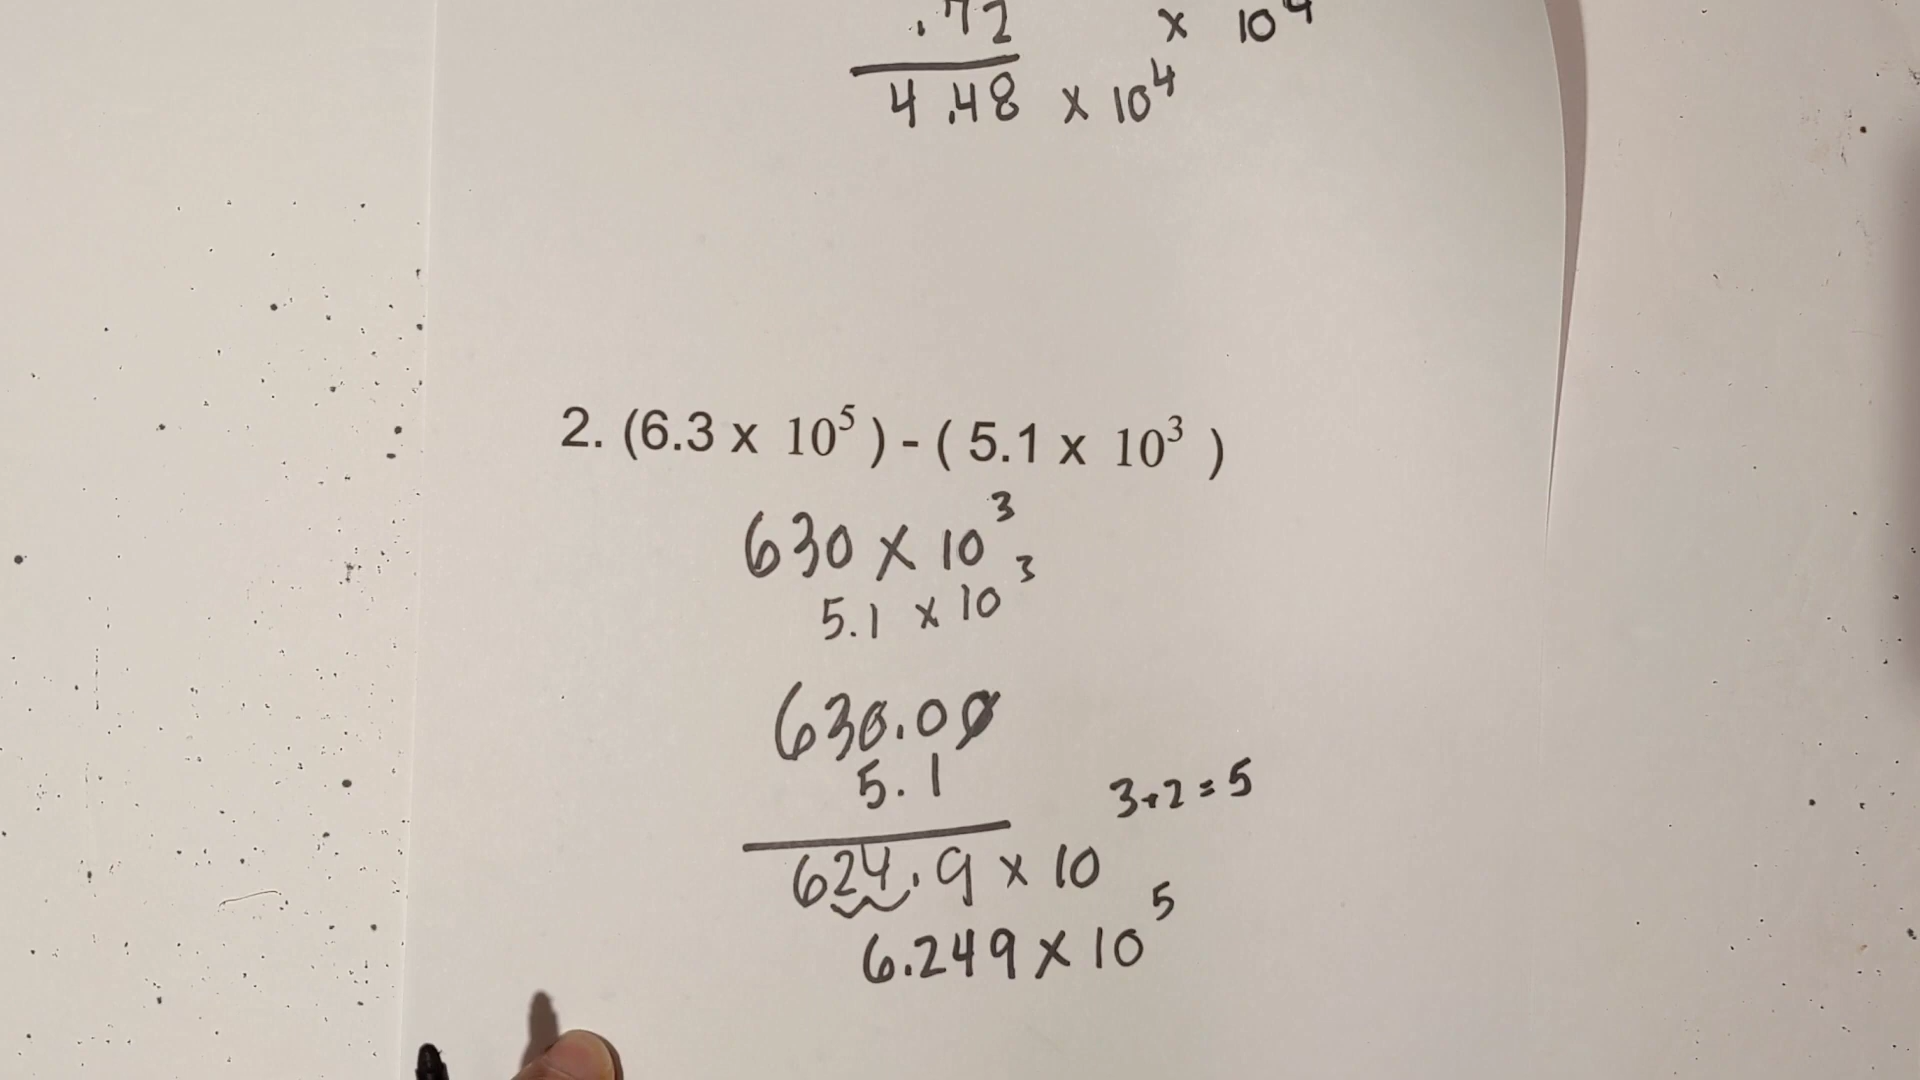 .72 x 10⁴
4.48 x 10⁴
2. (6.3 x 10⁵ ) - ( 5.1 x 10³ )
630 x 10³
5.1 x 10³
630.00
5.1
3+2=5
624.9 x 10
6.249 x 10⁵